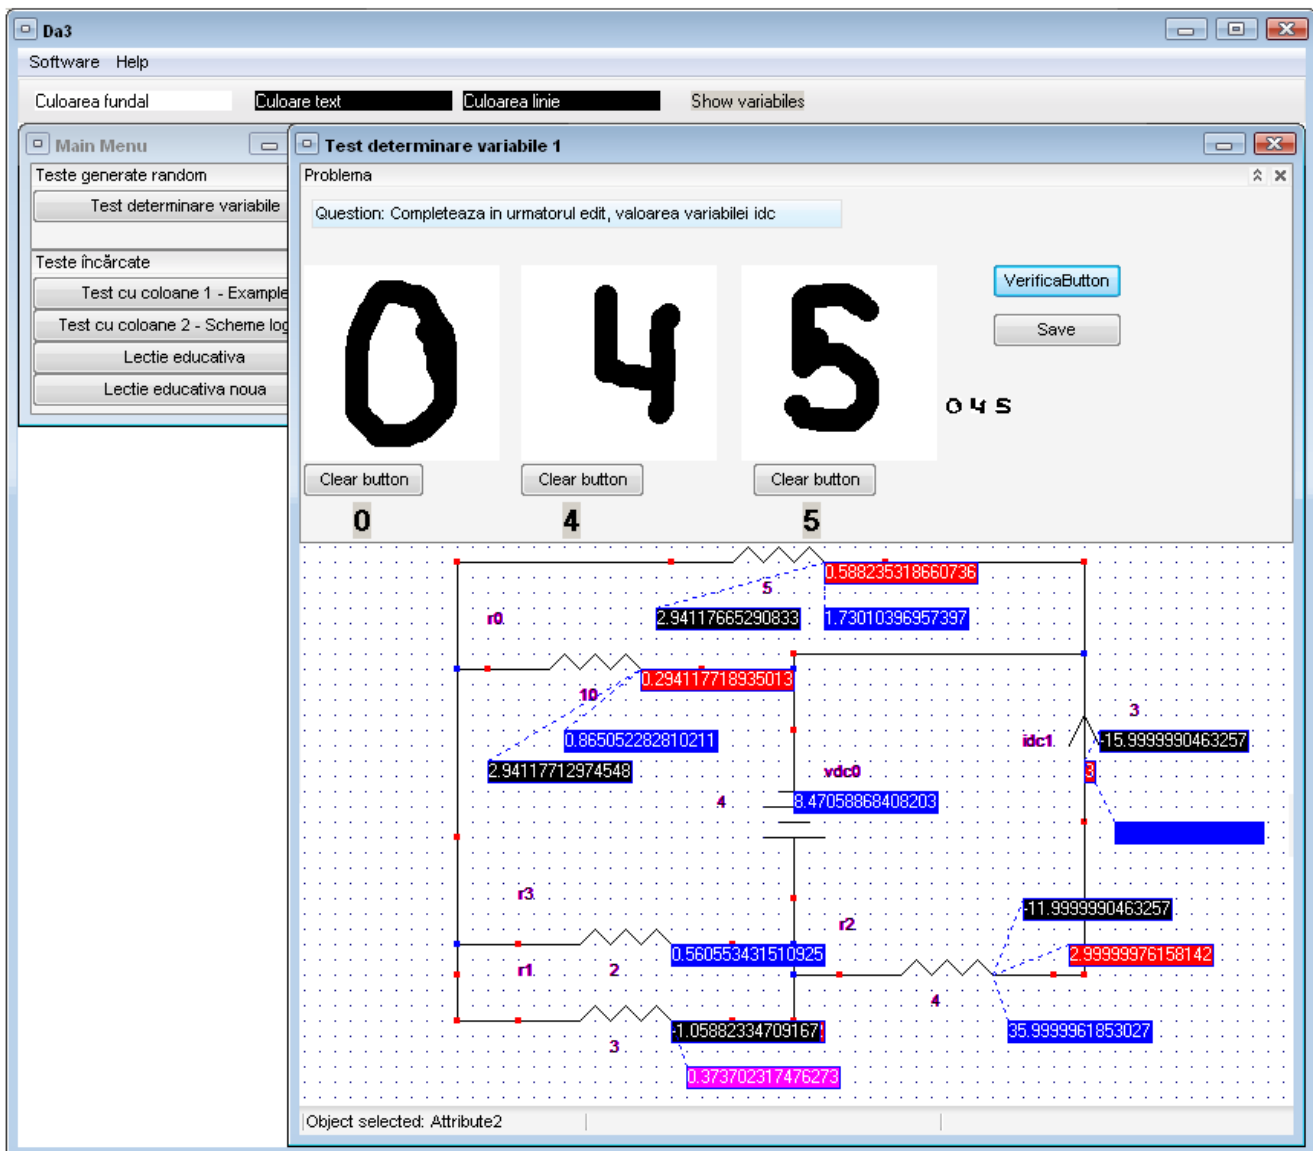 Da3
Software Help
Culoarea fundal Culoare text Culoarea linie Show variabiles
Main Menu
Teste generate random
Test determinare variabile
Teste încărcate
Test cu coloane 1 - Example
Test cu coloane 2 - Scheme log
Lectie educativa
Lectie educativa noua
Test determinare variabile 1
Problema
Question: Completeaza in urmatorul edit, valoarea variabilei idc
0 4 5
VerificaButton
Save
0 4 5
Clear button Clear button Clear button
0 4 5
0.588235318660736
5
r0 2.94117665290833 1.73010396957397
0.294117718935013
10
3
0.865052282810211 idc1 -15.9999990463257
2.94117712974548 vdc0 3
4 8.47058868408203
r3 -11.9999990463257
r2
0.560553431510925 2.99999976158142
r1 2
4
-1.05882334709167 35.9999961853027
3
0.373702317476273
Object selected: Attribute2